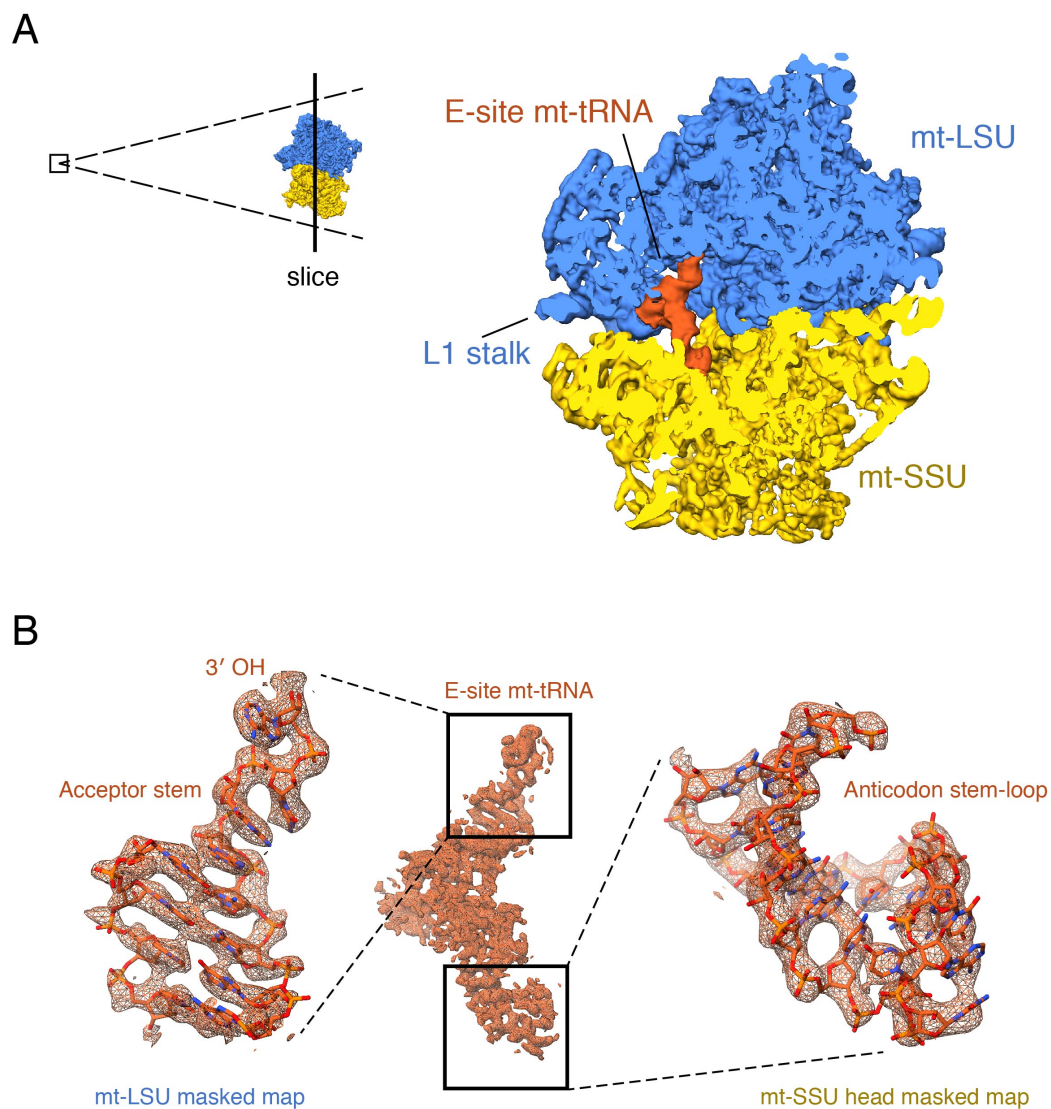 A
E-site mt-tRNA
mt-LSU
slice
L1 stalk
mt-SSU
B
3′ OH
E-site mt-tRNA
Acceptor stem
Anticodon stem-loop
mt-LSU masked map
mt-SSU head masked map